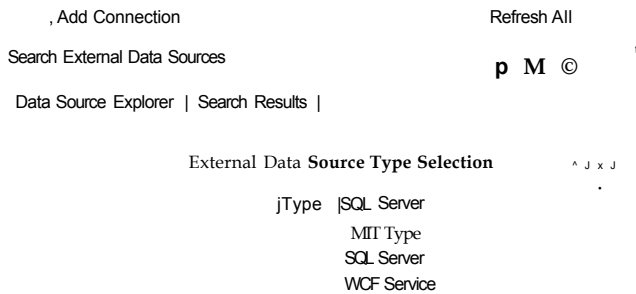 , Add Connection Refresh All
Search External Data Sources
p M ©
Data Source Explorer | Search Results |
External Data Source Type Selection ^ J x J
jType |SQL Server
MIT Type
SQL Server
WCF Service